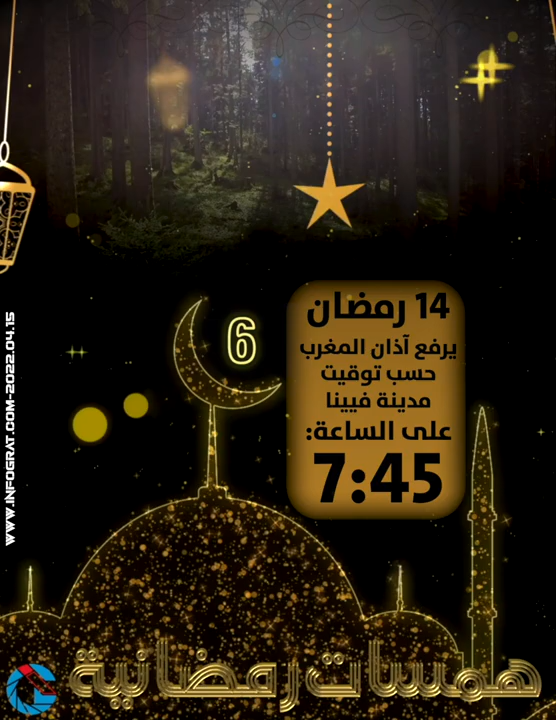 14 رمضان
يرفع آذان المغرب
حسب توقيت
مدينة فيينا
على الساعة:
7:45
6
WWW.INFOGRAT.COM-2022.04.15
همسات رمضانية